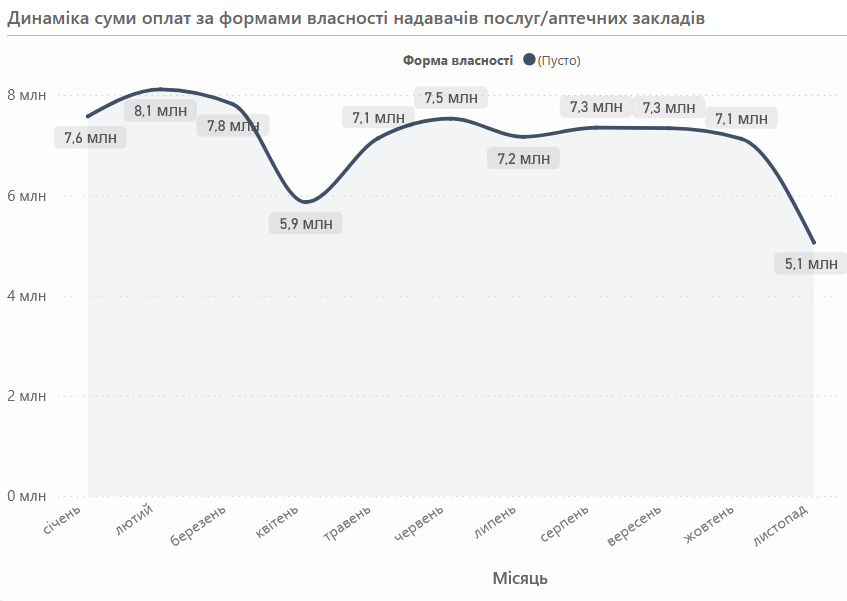 Динаміка суми оплат за формами власності надавачів послуг/аптечних закладів
Форма власності (Пусто)
8 млн
6 млн
4 млн
2 млн
0 млн
7,6 млн
8,1 млн
7,8 млн
5,9 млн
7,1 млн
7,5 млн
7,2 млн
7,3 млн
7,3 млн
7,1 млн
5,1 млн
січень
лютий
березень
квітень
травень
червень
липень
серпень
вересень
жовтень
листопад
Місяць